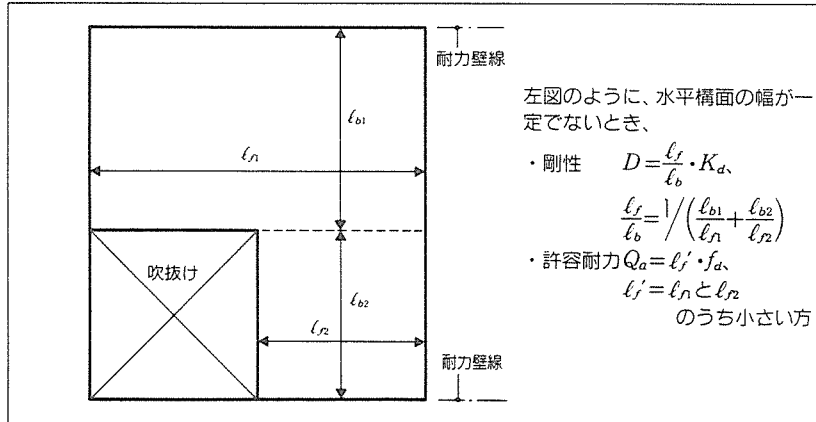 耐力壁線
ℓb1
ℓf1
吹抜け
ℓb2
ℓf2
耐力壁線
左図のように、水平構面の幅が一
定でないとき、
・剛性 D=ℓf/ℓb・Kd、
ℓf/ℓb=1/(ℓb1/ℓf1+ℓb2/ℓf2)
・許容耐力Qa=ℓf′・fd、
ℓf′=ℓf1とℓf2
のうち小さい方